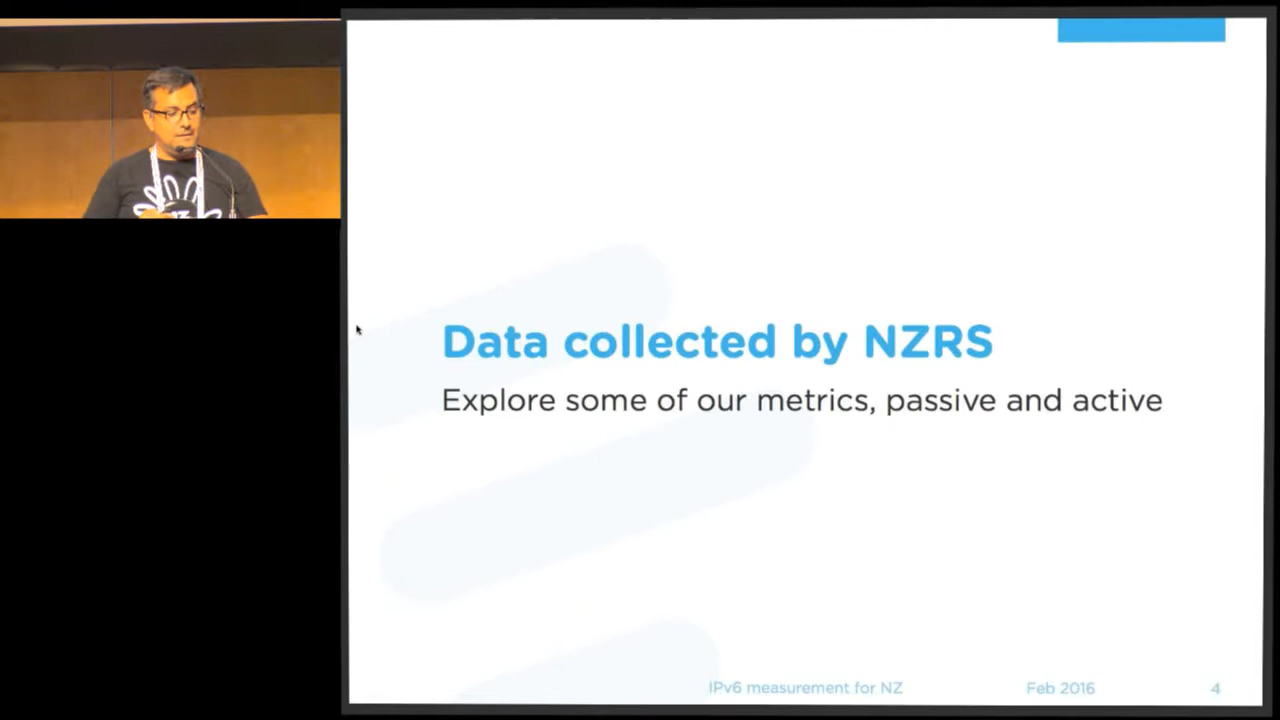 Data collected by NZRS
Explore some of our metrics, passive and active
IPv6 measurement for NZ
Feb 2016
4